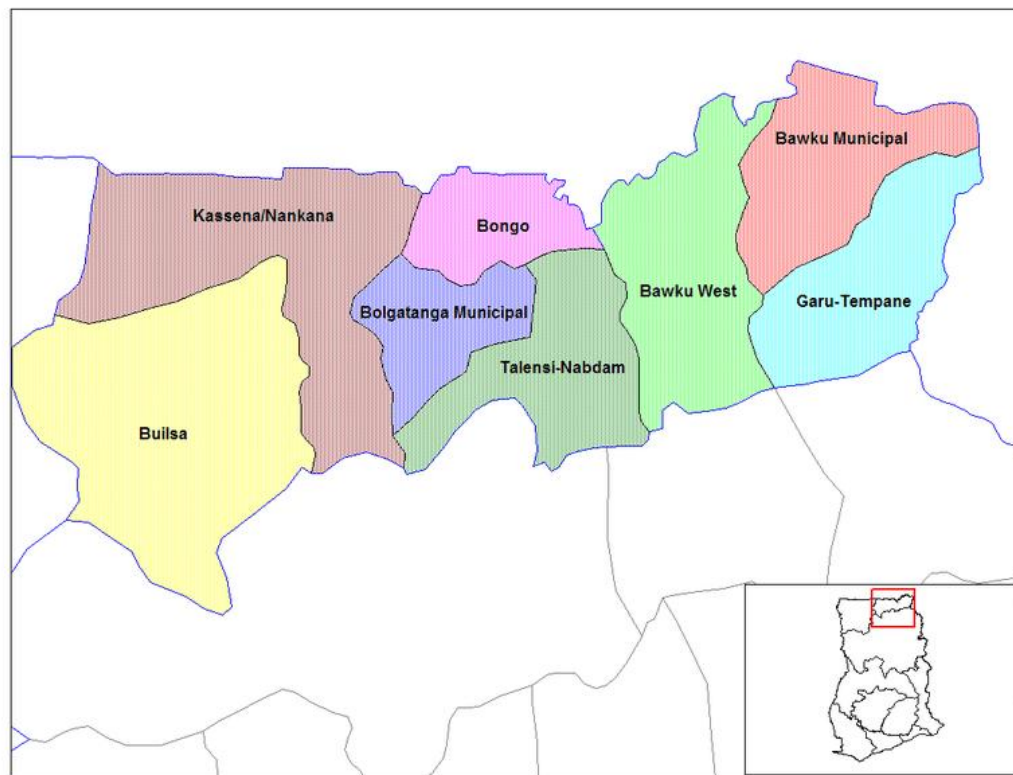 Bawku Municipal
Kassena/Nankana
Bongo
Bawku West
Garu-Tempane
Bolgatanga Municipal
Talensi-Nabdam
Builsa